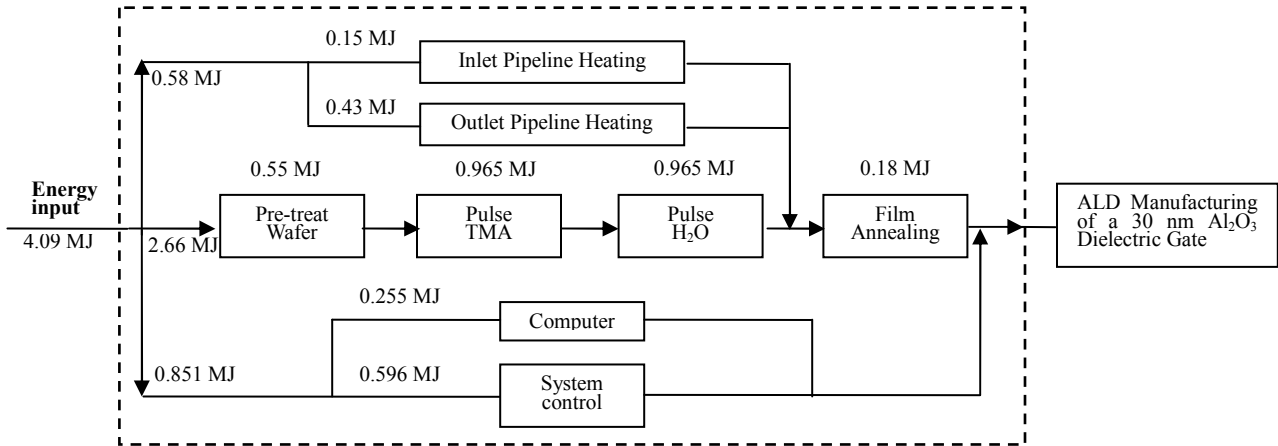 0.15 MJ
Inlet Pipeline Heating
0.58 MJ
0.43 MJ
Outlet Pipeline Heating
0.55 MJ
0.965 MJ
0.965 MJ
0.18 MJ
Energy
input
4.09 MJ
2.66 MJ
Pre-treat
Wafer
Pulse
TMA
Pulse
H₂O
Film
Annealing
ALD Manufacturing
of a 30 nm Al₂O₃
Dielectric Gate
0.255 MJ
Computer
0.851 MJ
0.596 MJ
System
control